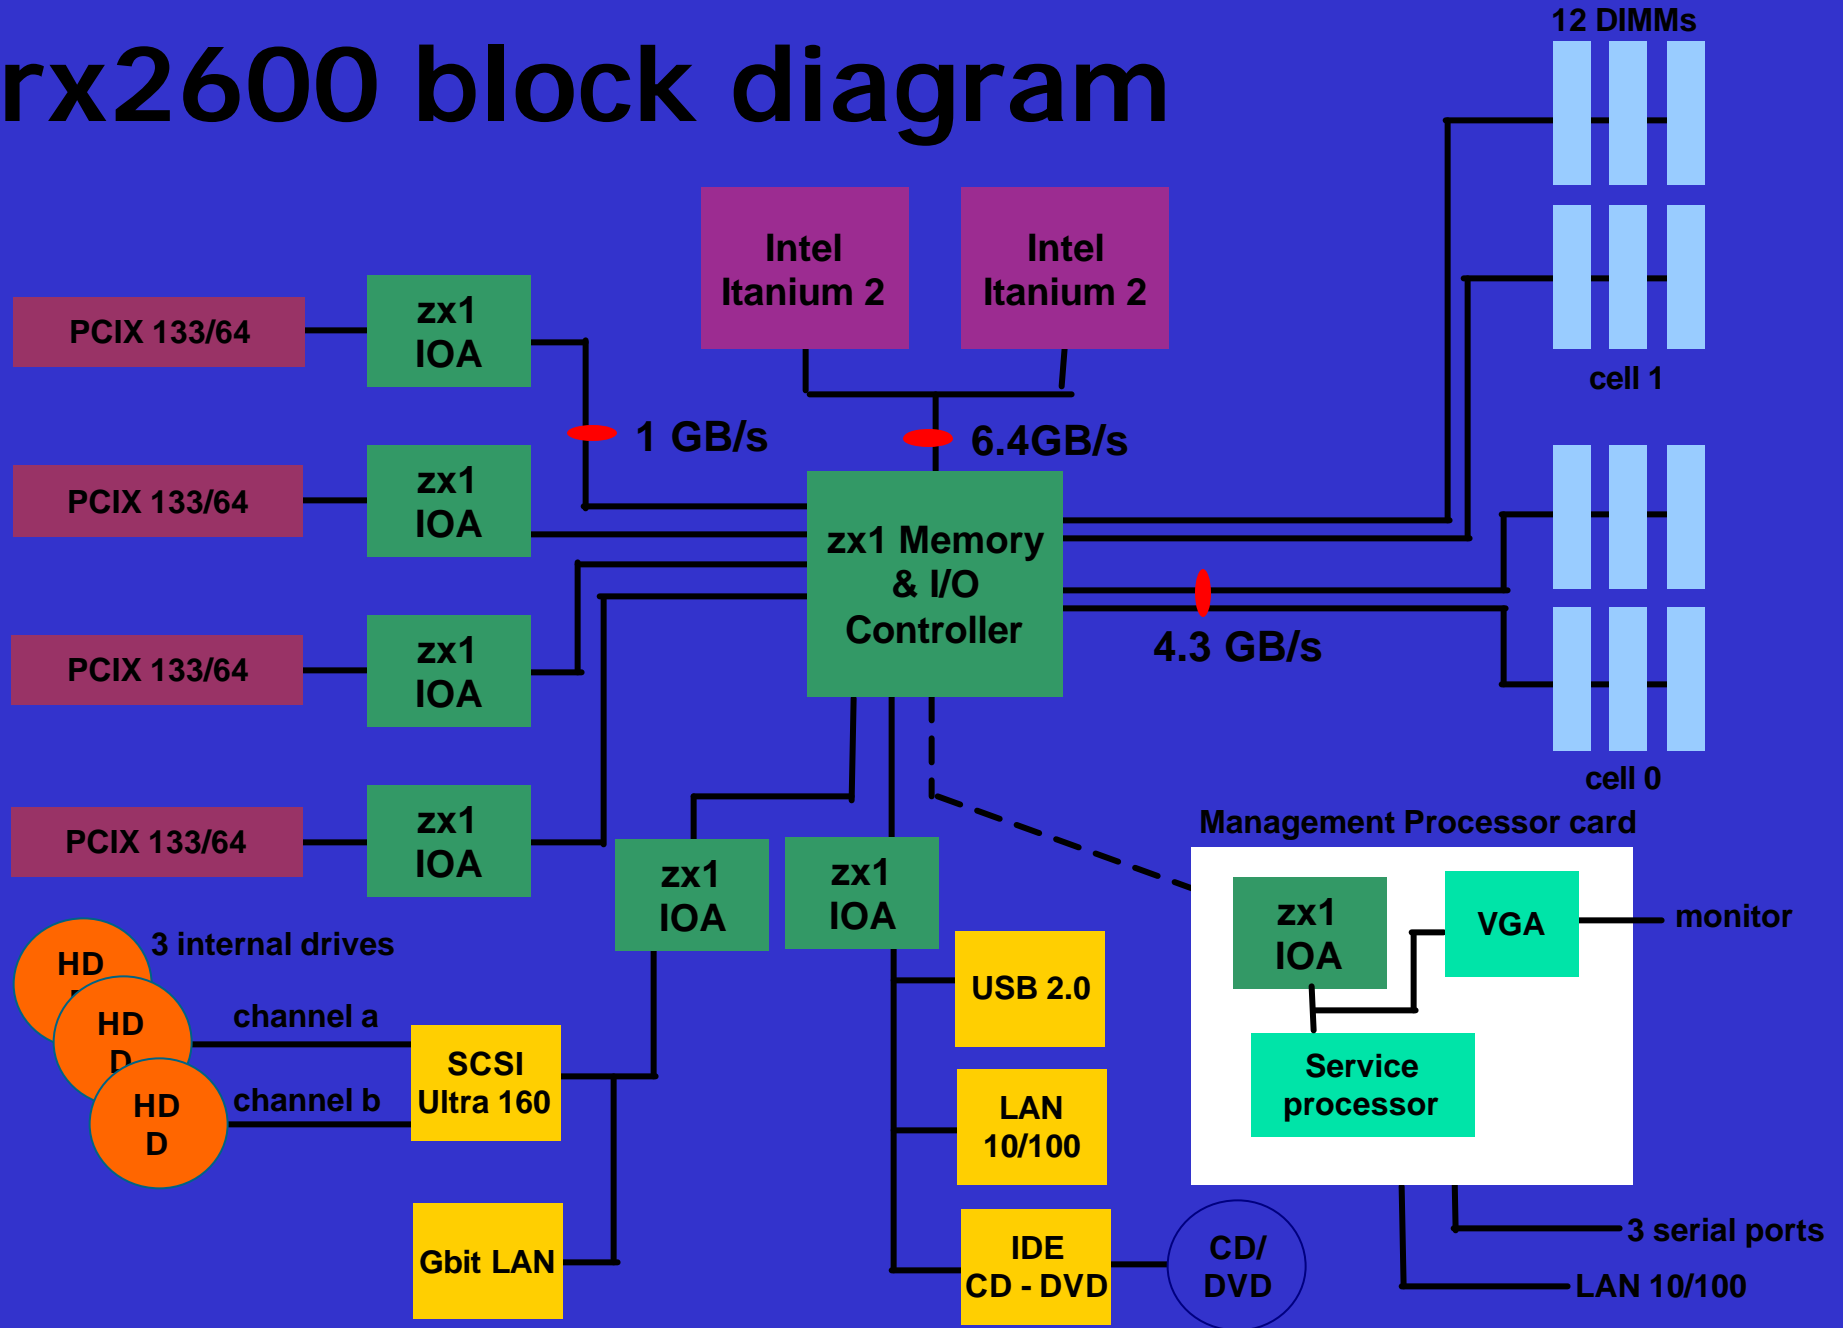 12 DIMMs
rx2600 block diagram
Intel
Itanium 2
Intel
Itanium 2
PCIX 133/64
zx1
IOA
cell 1
1 GB/s
6.4GB/s
PCIX 133/64
zx1
IOA
zx1 Memory
& I/O
Controller
4.3 GB/s
PCIX 133/64
zx1
IOA
cell 0
PCIX 133/64
zx1
IOA
Management Processor card
zx1
IOA
zx1
IOA
zx1
IOA
VGA
monitor
3 internal drives
HD
HD
D
HD
D
channel a
channel b
SCSI
Ultra 160
USB 2.0
Service
processor
LAN
10/100
Gbit LAN
IDE
CD - DVD
CD/
DVD
3 serial ports
LAN 10/100